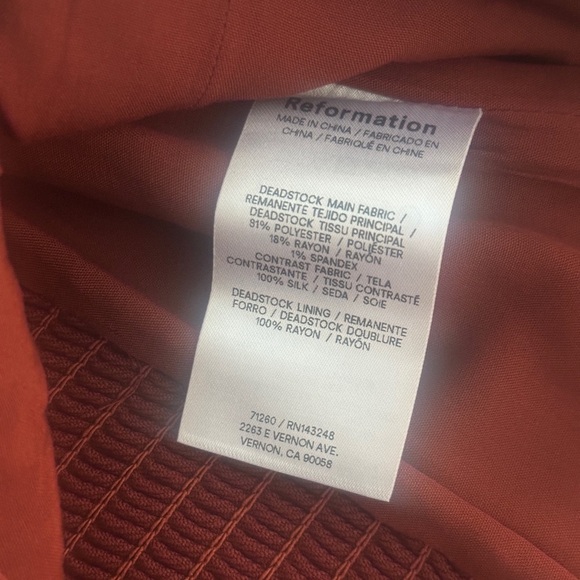 Reformation
MADE IN CHINA / FABRICADO EN
CHINA / FABRIQUÉ EN CHINE
DEADSTOCK MAIN FABRIC /
REMANENTE TEJIDO PRINCIPAL /
DEADSTOCK TISSU PRINCIPAL
81% POLYESTER / POLIÉSTER
18% RAYON / RAYÓN
1% SPANDEX
CONTRAST FABRIC / TELA
CONTRASTANTE / TISSU CONTRASTÉ
100% SILK / SEDA / SOIE
DEADSTOCK LINING / REMANENTE
FORRO / DEADSTOCK DOUBLURE
100% RAYON / RAYÓN
71260 / RN143248
2263 E VERNON AVE.
VERNON, CA 90058